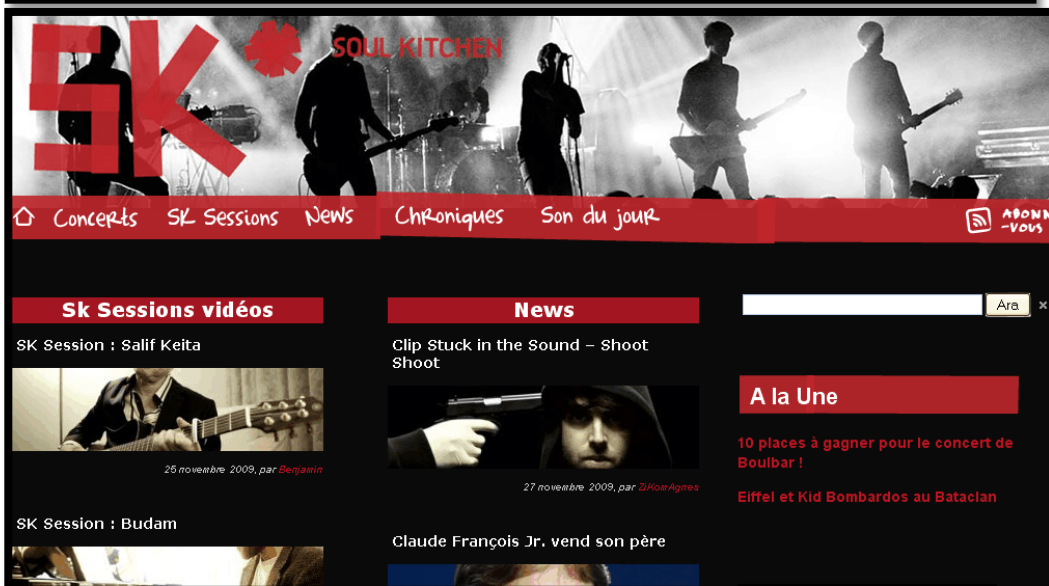 SK*
SOUL KITCHEN
Concerts SK Sessions News Chroniques Son du jour
ABONN
-VOUS
Sk Sessions vidéos
SK Session : Salif Keita
25 novembre 2009, par Benjamin
SK Session : Budam
News
Clip Stuck in the Sound – Shoot
Shoot
27 novembre 2009, par ZiKomAgnes
Claude François Jr. vend son père
Ara ×
A la Une
10 places à gagner pour le concert de
Boulbar !
Eiffel et Kid Bombardos au Bataclan